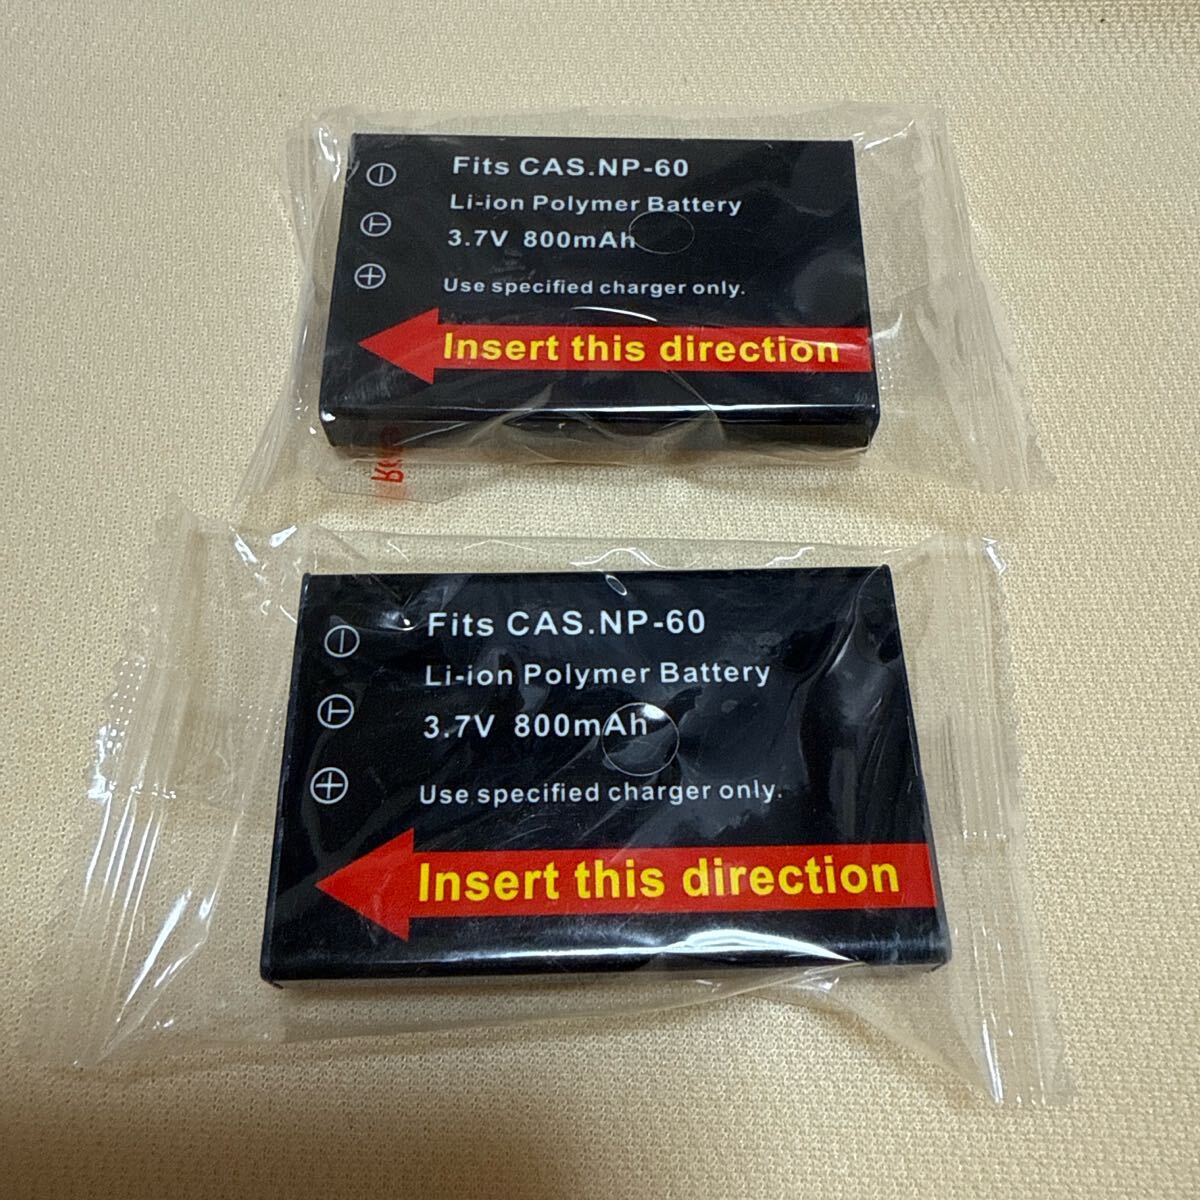 Fits CAS.NP-60
Li-ion Polymer Battery
3.7V 800mAh
Use specified charger only.
Insert this direction
Fits CAS.NP-60
Li-ion Polymer Battery
3.7V 800mAh
Use specified charger only.
Insert this direction